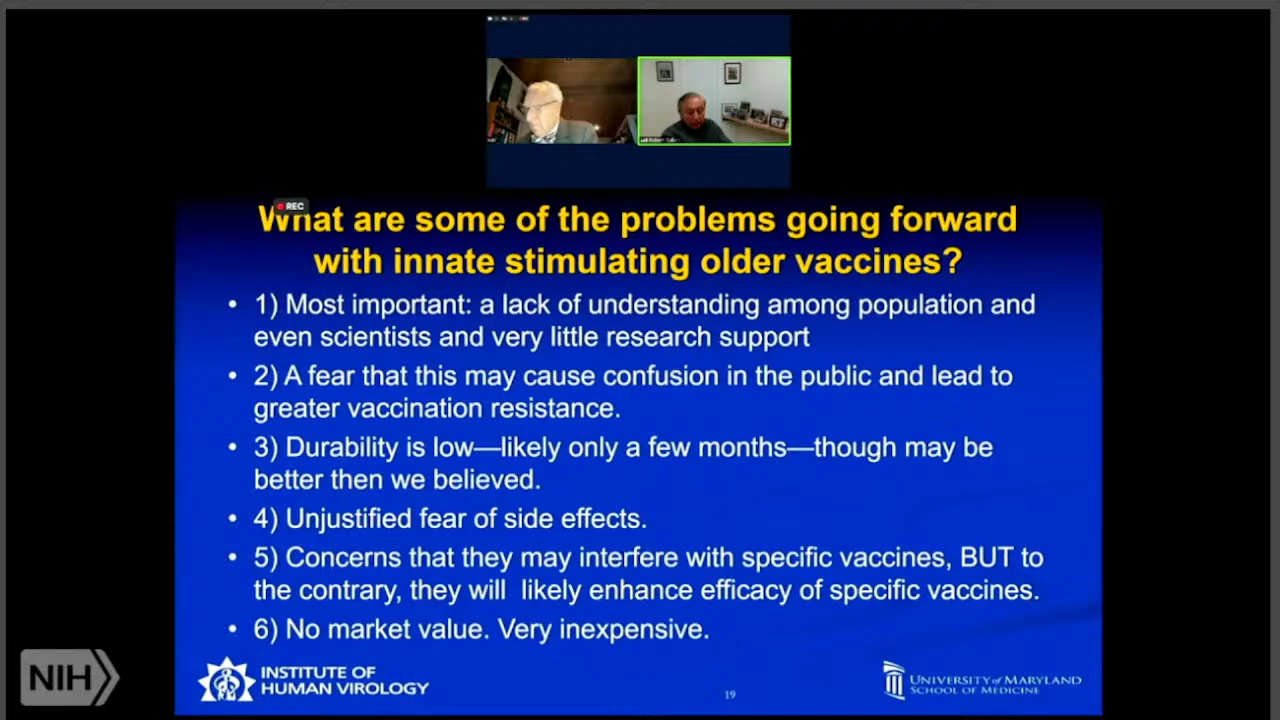 REC
What are some of the problems going forward
with innate stimulating older vaccines?
• 1) Most important: a lack of understanding among population and
even scientists and very little research support
• 2) A fear that this may cause confusion in the public and lead to
greater vaccination resistance.
• 3) Durability is low—likely only a few months—though may be
better then we believed.
• 4) Unjustified fear of side effects.
• 5) Concerns that they may interfere with specific vaccines, BUT to
the contrary, they will likely enhance efficacy of specific vaccines.
• 6) No market value. Very inexpensive.
NIH
INSTITUTE OF
HUMAN VIROLOGY
19
UNIVERSITY of MARYLAND
SCHOOL OF MEDICINE